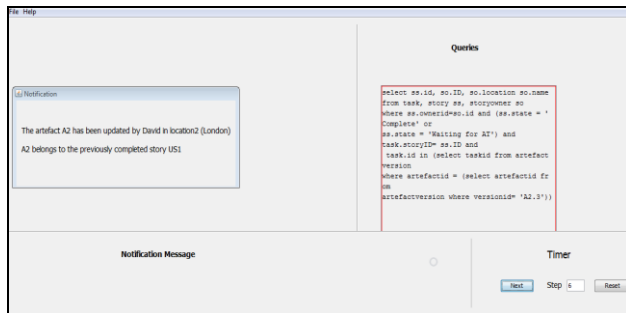 File Help
Queries
Notification
The artefact A2 has been updated by David in location2 (London)
A2 belongs to the previously completed story US1
select ss.id, so.ID, so.location so.name
from task, story ss, storyowner so
where ss.ownerid=so.id and (ss.state = '
Complete' or
ss.state = 'Waiting for AT') and
task.storyID= ss.ID and
task.id in (select taskid from artefact
version
where artefactid = (select artefactid fr
om
artefactversion where versionid= 'A2.3'))
Notification Message
Timer
Next Step 6 Reset